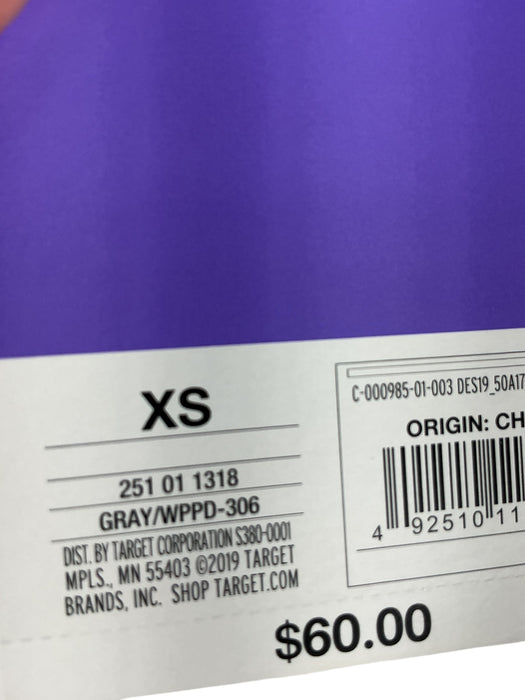 XS
251 01 1318
GRAY/WPPD-306
DIST. BY TARGET CORPORATION S380-0001
MPLS., MN 55403 ©2019 TARGET
BRANDS, INC. SHOP TARGET.COM
C-000985-01-003 DES19_50A17
ORIGIN: CH
4 92510 11
$60.00